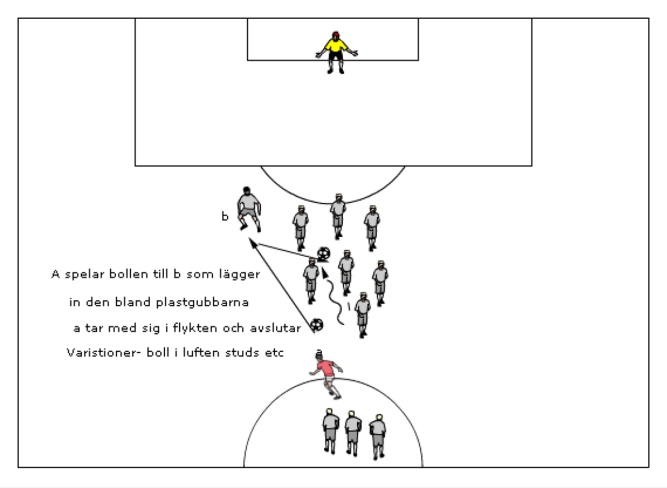 b
A spelar bollen till b som lägger
in den bland plastgubbarna
a tar med sig i flykten och avslutar
Varistioner- boll i luften studs etc
a